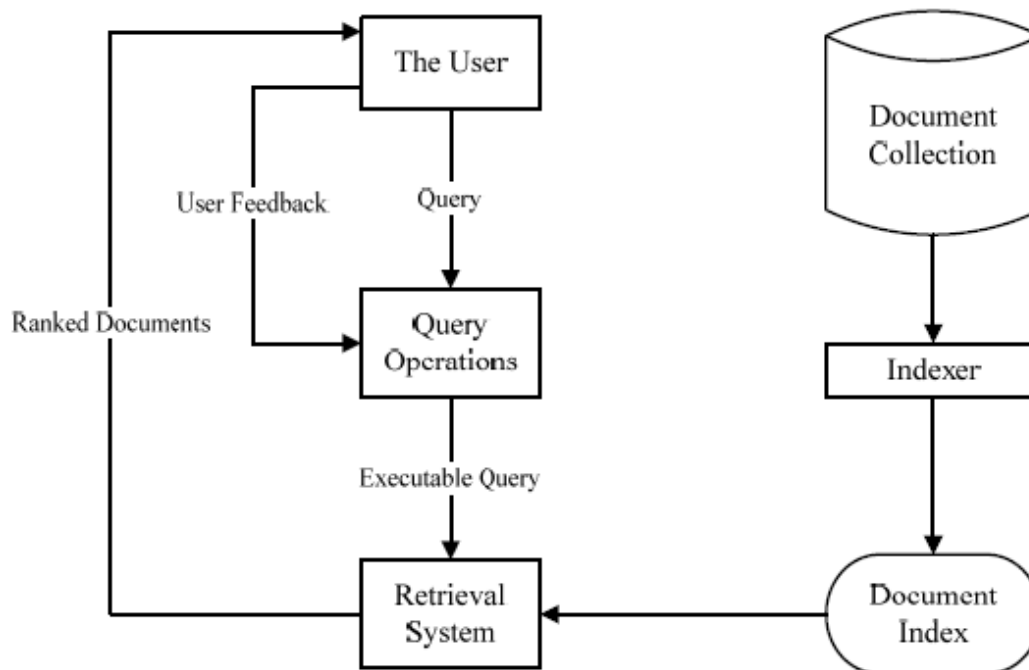 The User
Document
Collection
User Feedback
Query
Ranked Documents
Query
Operations
Indexer
Executable Query
Retrieval
System
Document
Index